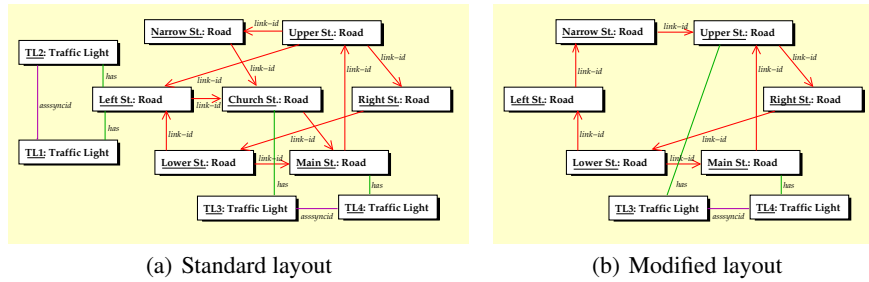 Narrow St.: Road
link-id
Upper St.: Road
TL2: Traffic Light
has
link-id
link-id
link-id
asssyncid
Left St.: Road
link-id
Church St.: Road
Right St.: Road
has
link-id
link-id
link-id
link-id
TL1: Traffic Light
Lower St.: Road
link-id
Main St.: Road
has
has
TL3: Traffic Light
asssyncid
TL4: Traffic Light
(a) Standard layout
Narrow St.: Road
link-id
Upper St.: Road
link-id
link-id
Left St.: Road
Right St.: Road
link-id
link-id
link-id
Lower St.: Road
link-id
Main St.: Road
has
has
TL3: Traffic Light
asssyncid
TL4: Traffic Light
(b) Modified layout